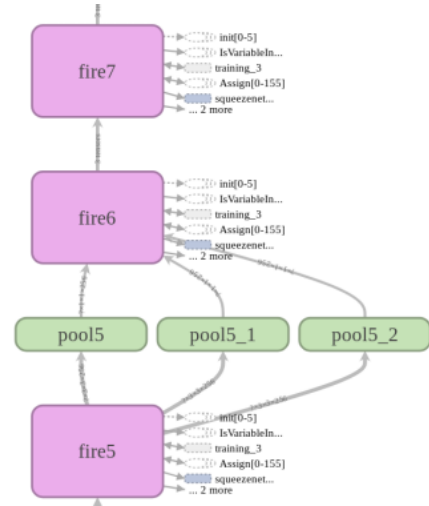 fire7
init[0-5]
IsVariableIn...
training_3
Assign[0-155]
squeezenet...
... 2 more
fire6
init[0-5]
IsVariableIn...
training_3
Assign[0-155]
squeezenet...
... 2 more
pool5
pool5_1
pool5_2
fire5
init[0-5]
IsVariableIn...
training_3
Assign[0-155]
squeezenet...
... 2 more